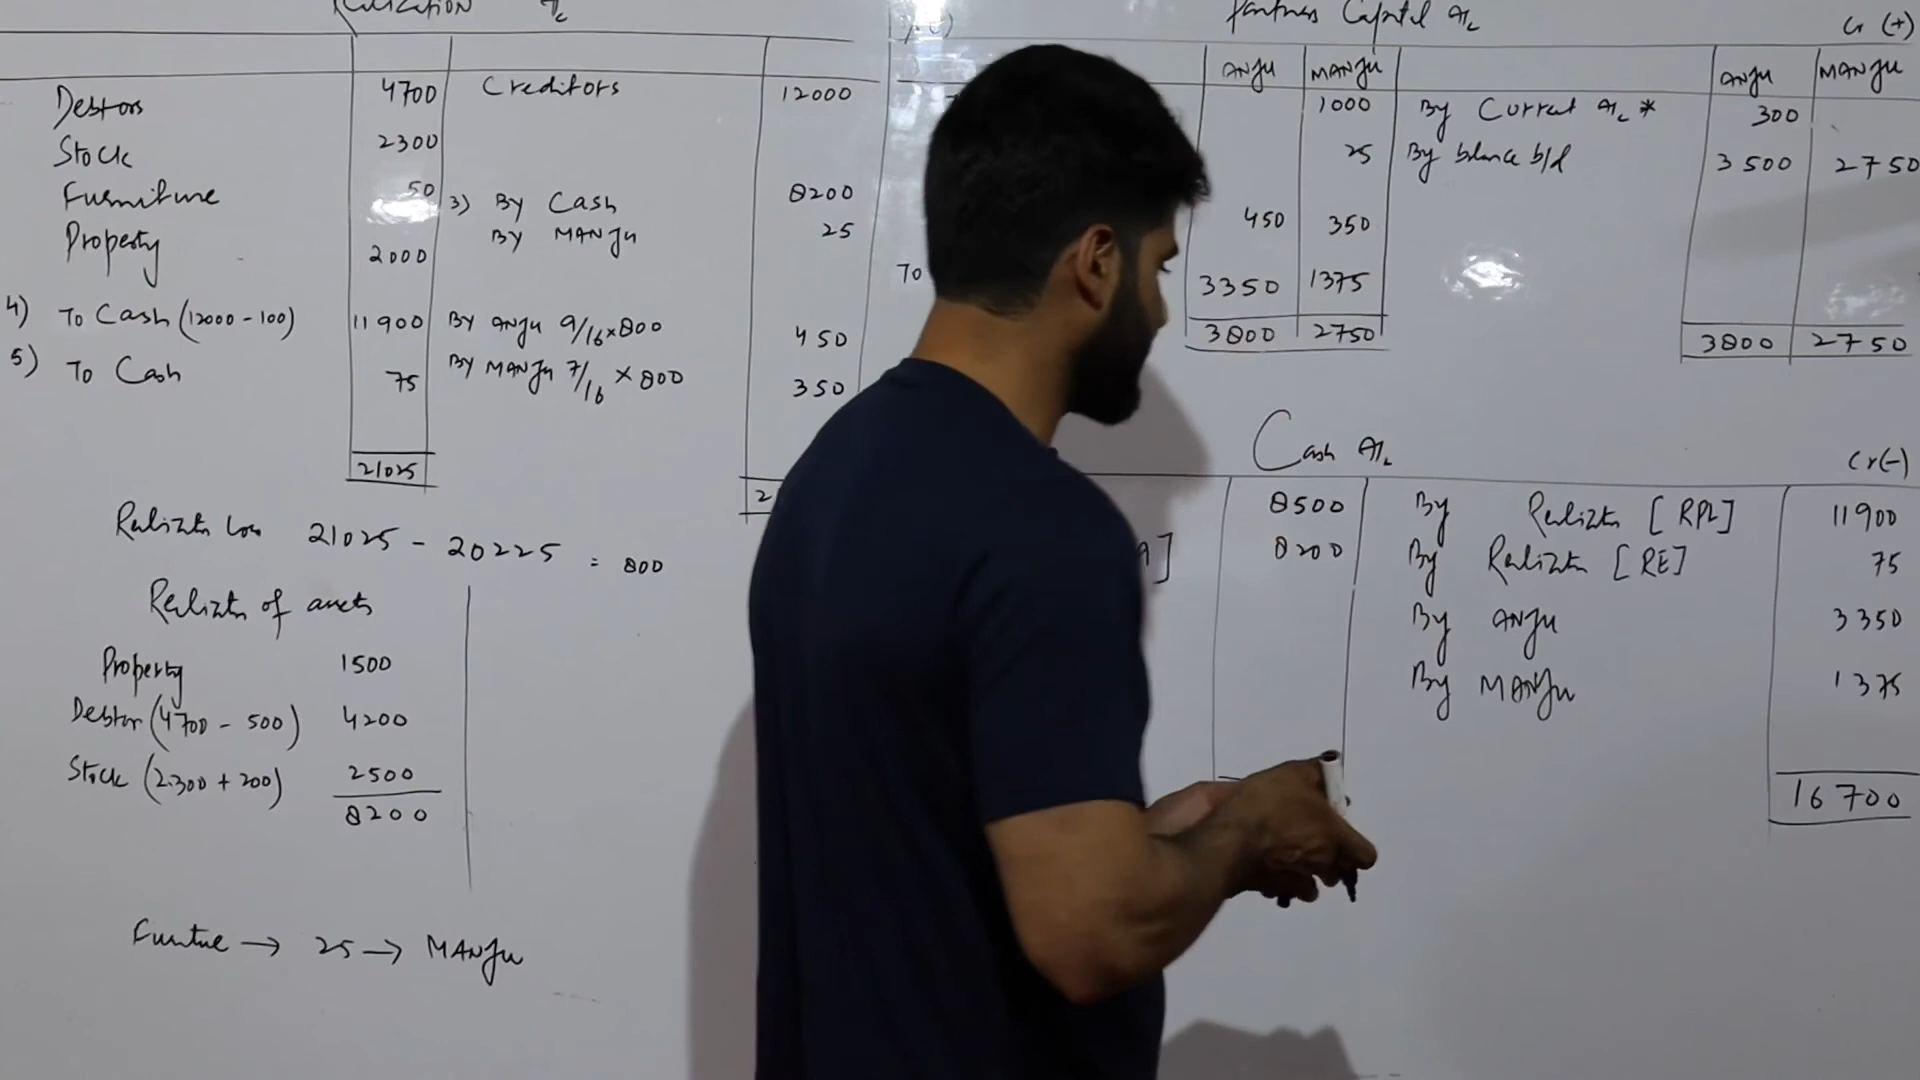 Realization A/c
Debtors 4700 Creditors 12000
Stock 2300
Furniture 50 3) By Cash 8200
Property 2000 By MANJU 25
4) To Cash (12000 - 100) 11900 By ANJU 9/16 × 800 450
5) To Cash 75 By MANJU 7/16 × 800 350
21025 2
Realiztn loss 21025 - 20225 = 800
Realiztn of assets
Property 1500
Debtor (4700 - 500) 4200
Stock (2300 + 200) 2500
8200
25 → MANJU
Partners Capital A/c Cr (+)
ANJU MANJU ANJU MANJU
1000 By Current A/c * 300
25 By balance b/d 3500 2750
450 350
To 3350 1375
3800 2750 3800 2750
Cash A/c Cr(-)
8500 By Realiztn [RPL] 11900
A] 8200 By Realiztn [RE] 75
By ANJU 3350
By MANJU 1375
16700